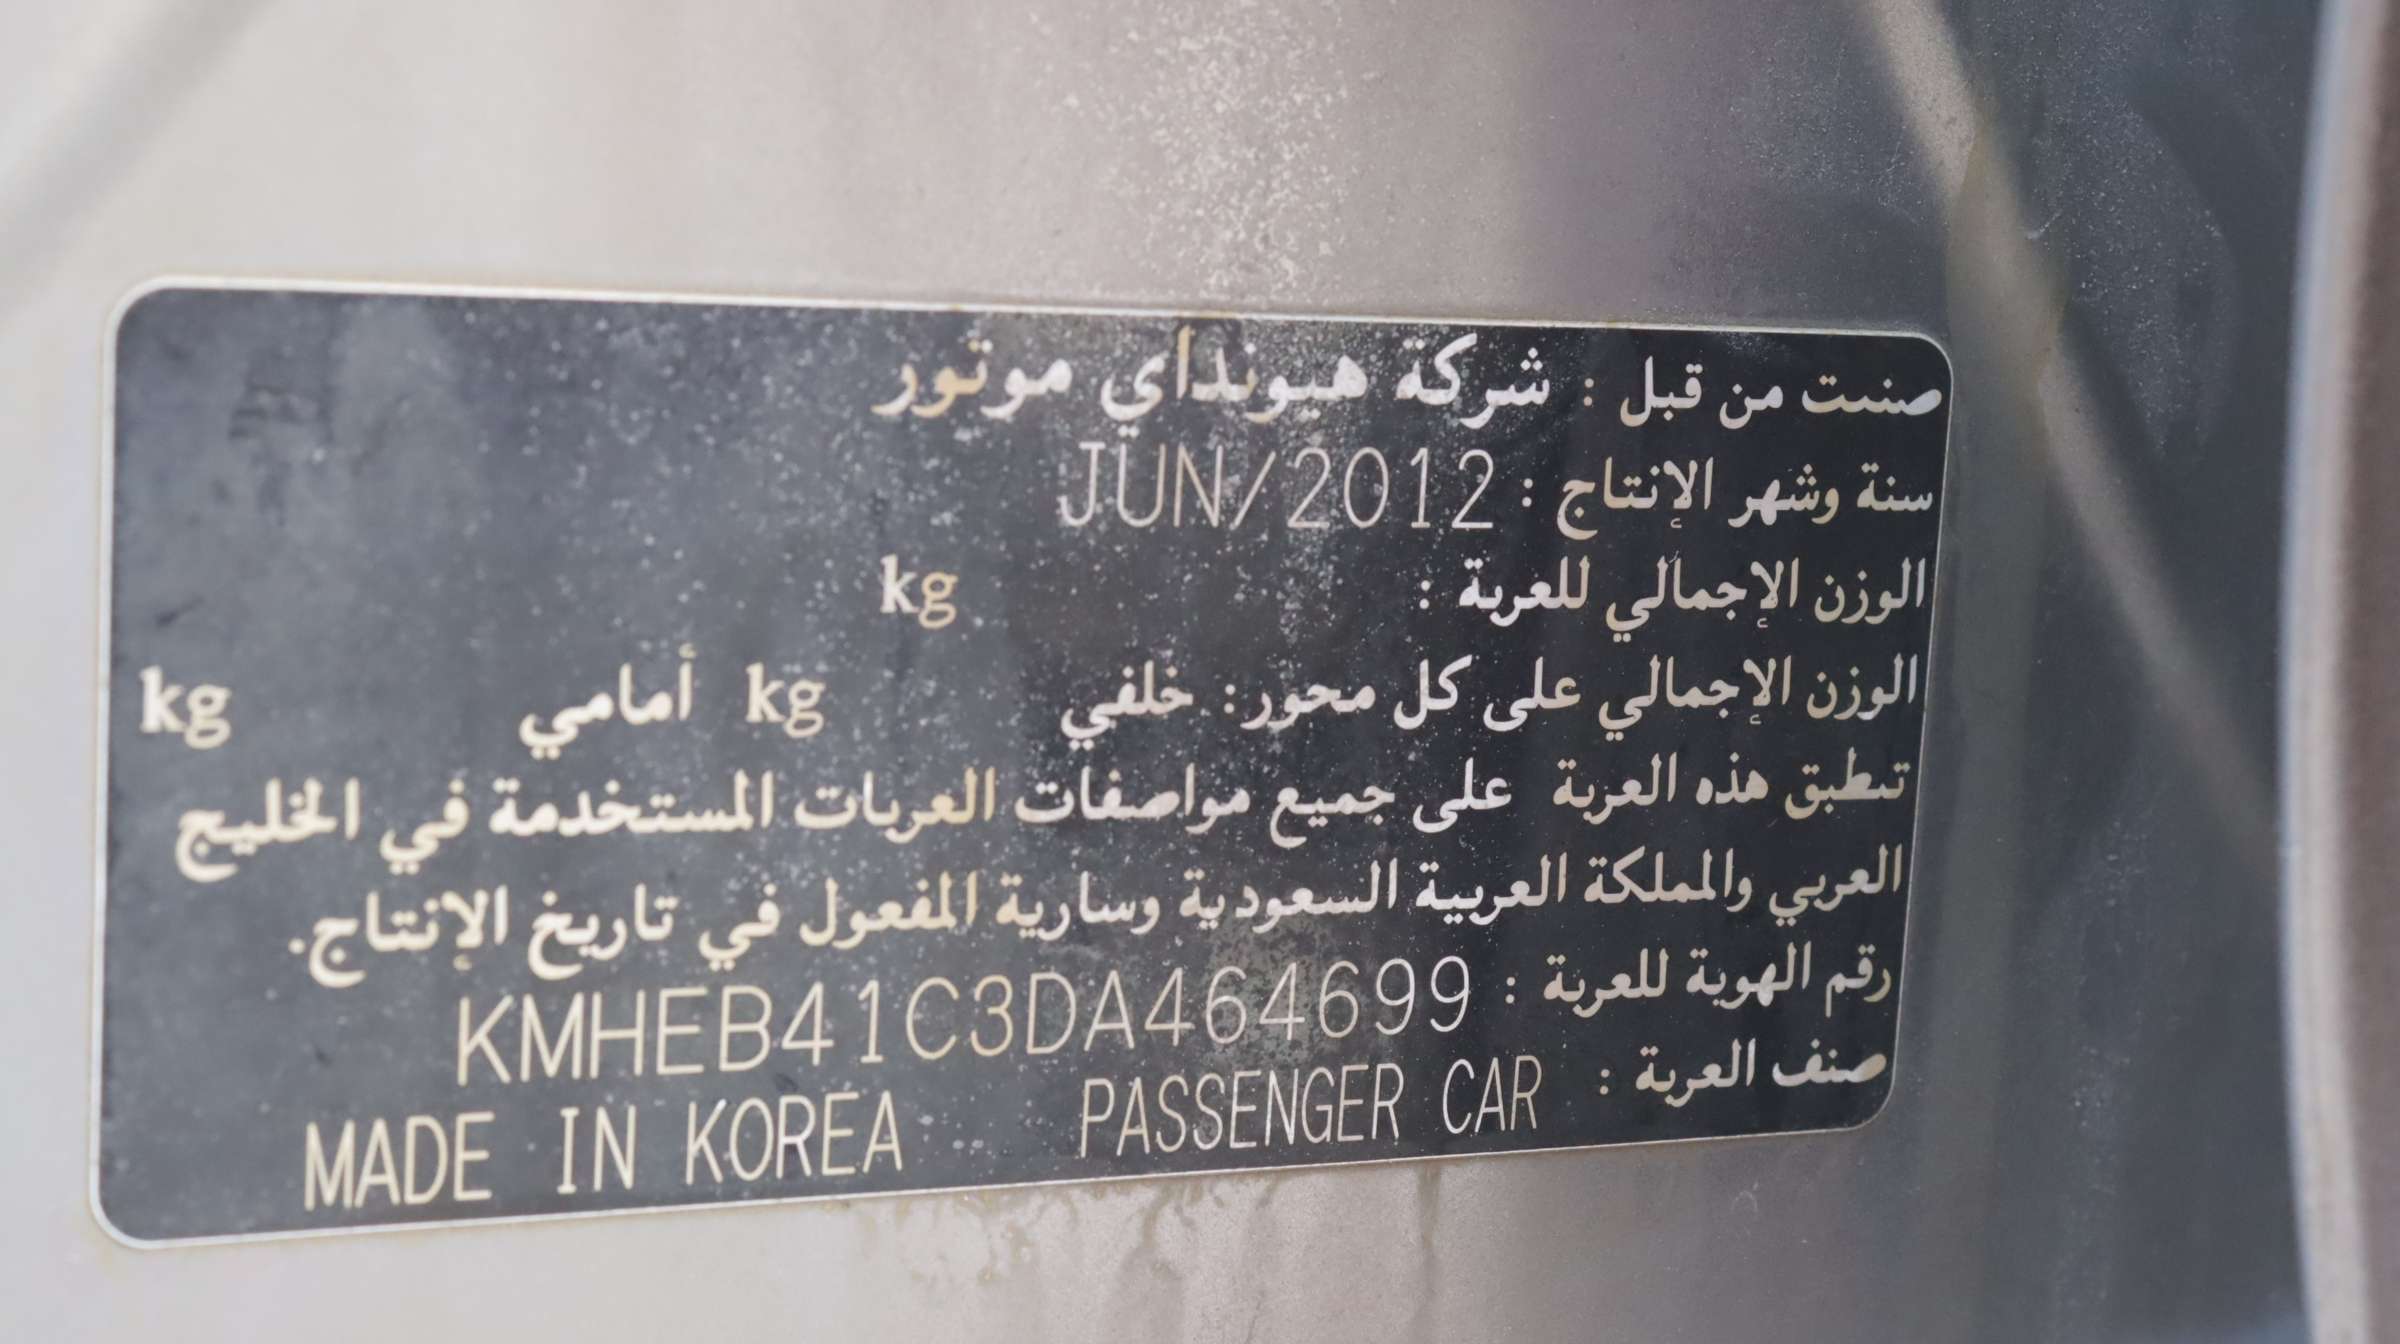 صنىت من قبل : شركة هيونداي موتور
سنة وشهر الإنتاج : JUN/2012
الوزن الإجمالي للعربة : kg
الوزن الإجمالي على كل محور: خلفي kg أمامي kg
تىطبق هذه العربة على جميع مواصفات العربات المستخدمة في الخليج
العربي والمملكة العربية السعودية وسارية المفعول في تاريخ الإنتاج.
رقم الهوية للعربة : KMHEB41C3DA464699
صنف العربة : PASSENGER CAR MADE IN KOREA